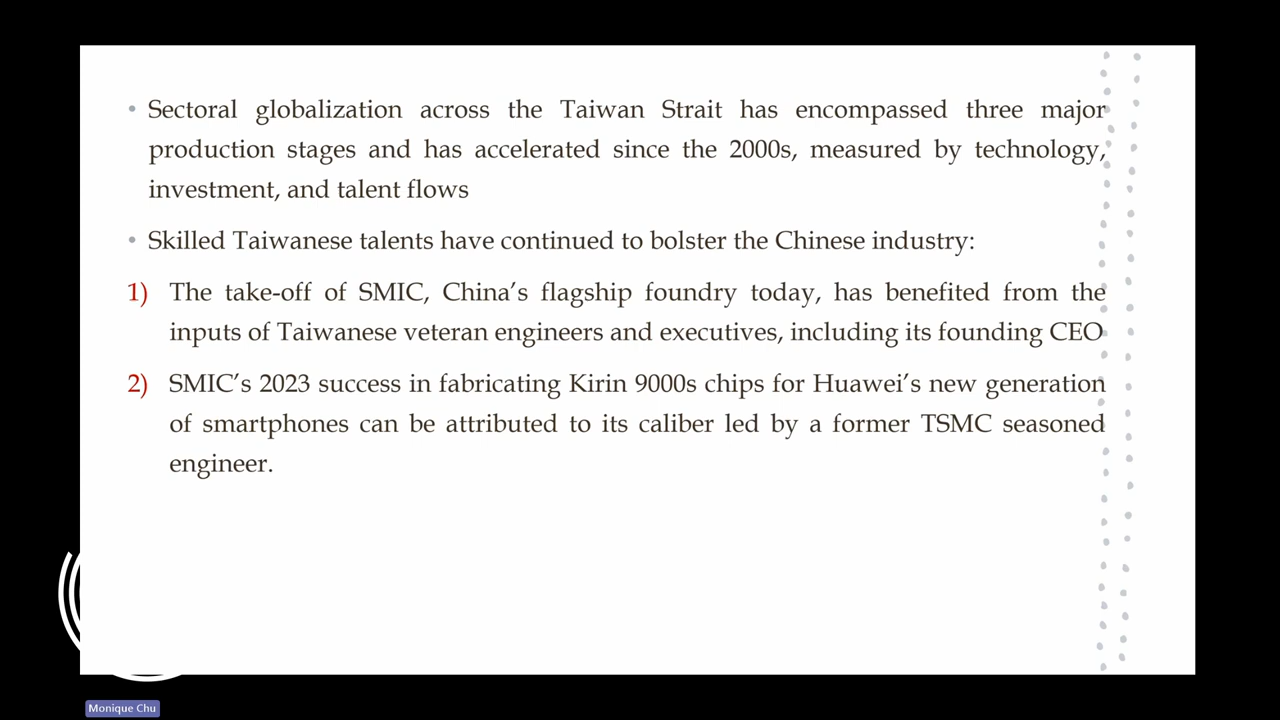 • Sectoral globalization across the Taiwan Strait has encompassed three major
production stages and has accelerated since the 2000s, measured by technology,
investment, and talent flows
• Skilled Taiwanese talents have continued to bolster the Chinese industry:
1) The take-off of SMIC, China’s flagship foundry today, has benefited from the
inputs of Taiwanese veteran engineers and executives, including its founding CEO
2) SMIC’s 2023 success in fabricating Kirin 9000s chips for Huawei’s new generation
of smartphones can be attributed to its caliber led by a former TSMC seasoned
engineer.
Monique Chu